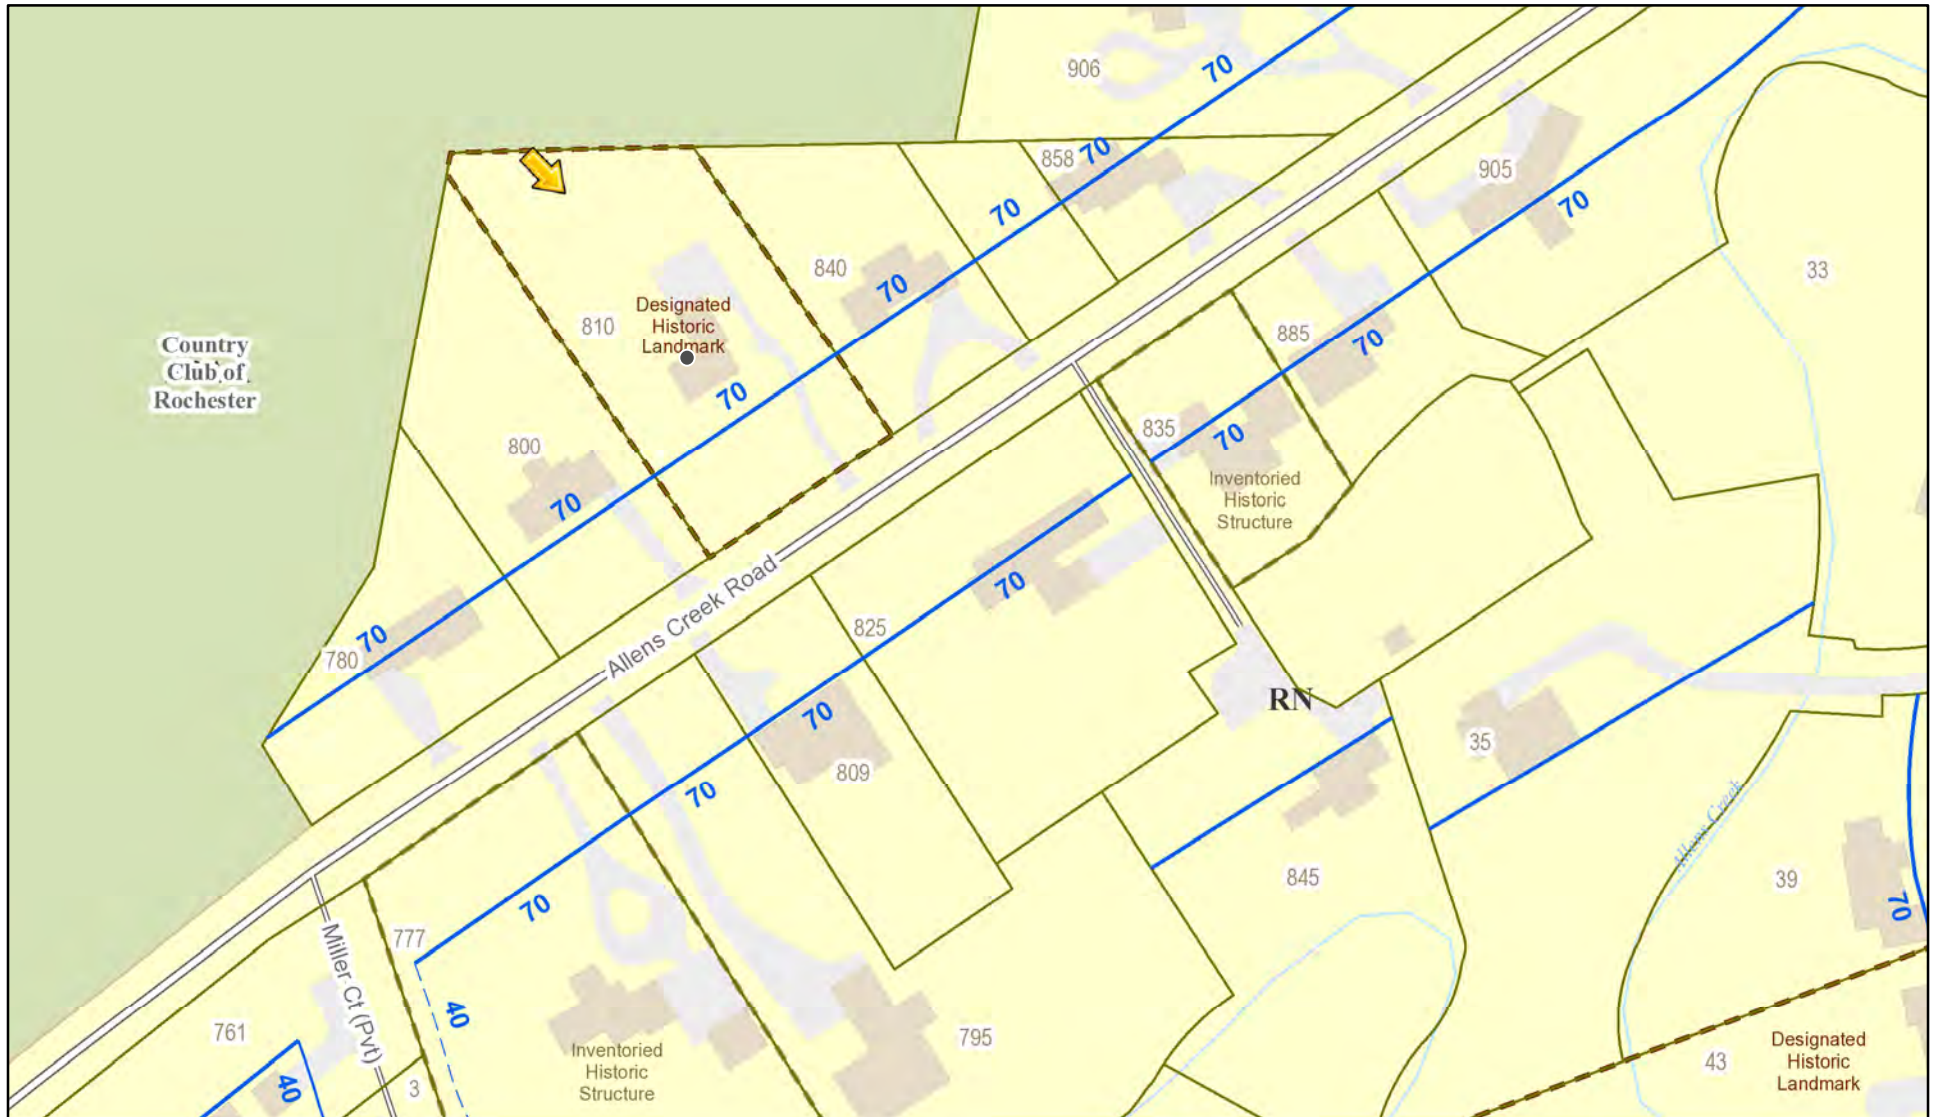 906
70
858
70
905
70
70
840
33
Designated
Historic
Landmark
810
70
885
70
Country
Club of
Rochester
70
835
70
800
Inventoried
Historic
Structure
70
70
Allens Creek Road
825
70
780
RN
70
35
809
70
Allens Creek
845
39
70
70
777
Miller Ct (Pvt)
40
761
795
Inventoried
Historic
Structure
Designated
Historic
Landmark
43
40
3